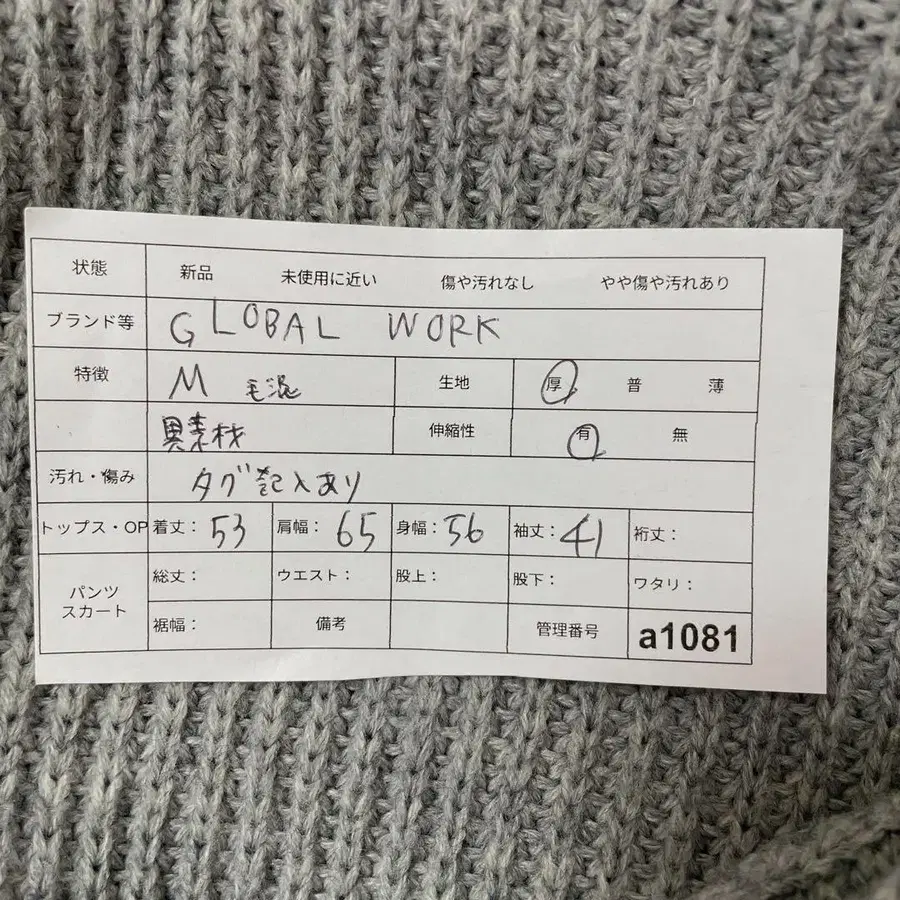 状態 新品 未使用に近い 傷や汚れなし やや傷や汚れあり
ブランド等 GLOBAL WORK
特徴 M 毛混 生地 厚 普 薄
異素材 伸縮性 有 無
汚れ・傷み タグ記入あり
トップス・OP 着丈: 53 肩幅: 65 身幅: 56 袖丈: 41 裄丈:
パンツ スカート 総丈: ウエスト: 股上: 股下: ワタリ:
裾幅: 備考 管理番号 a1081